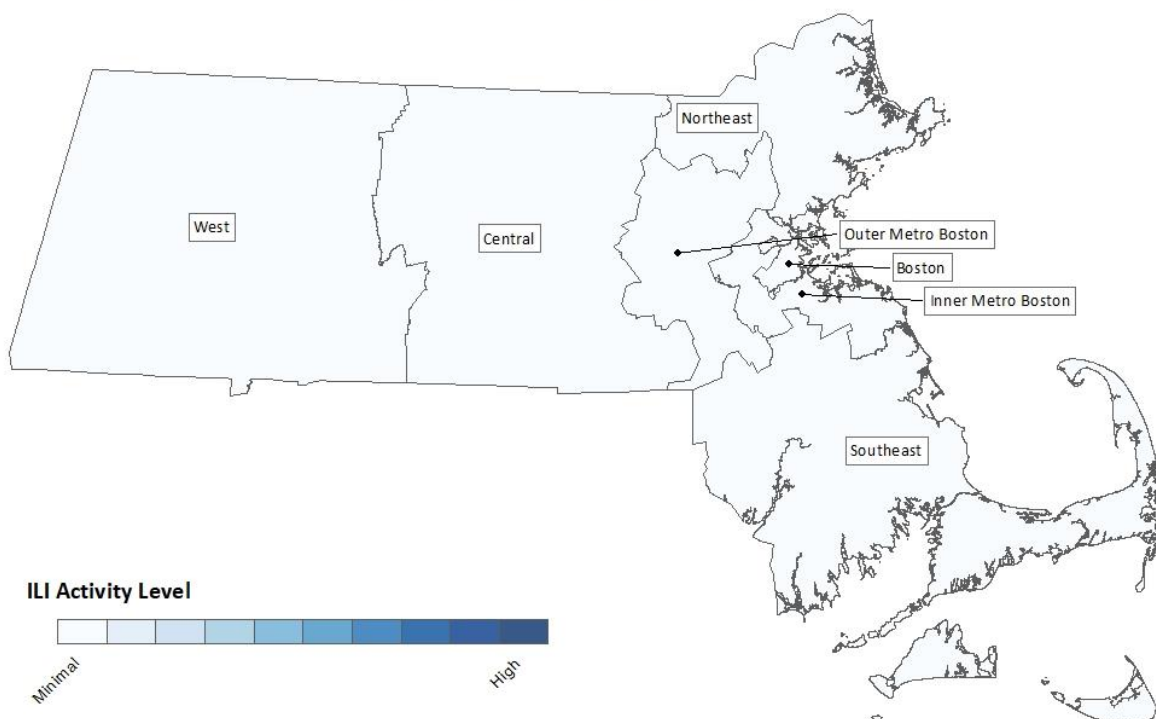 Northeast
West
Central
Outer Metro Boston
Boston
Inner Metro Boston
Southeast
ILI Activity Level
Minimal
High